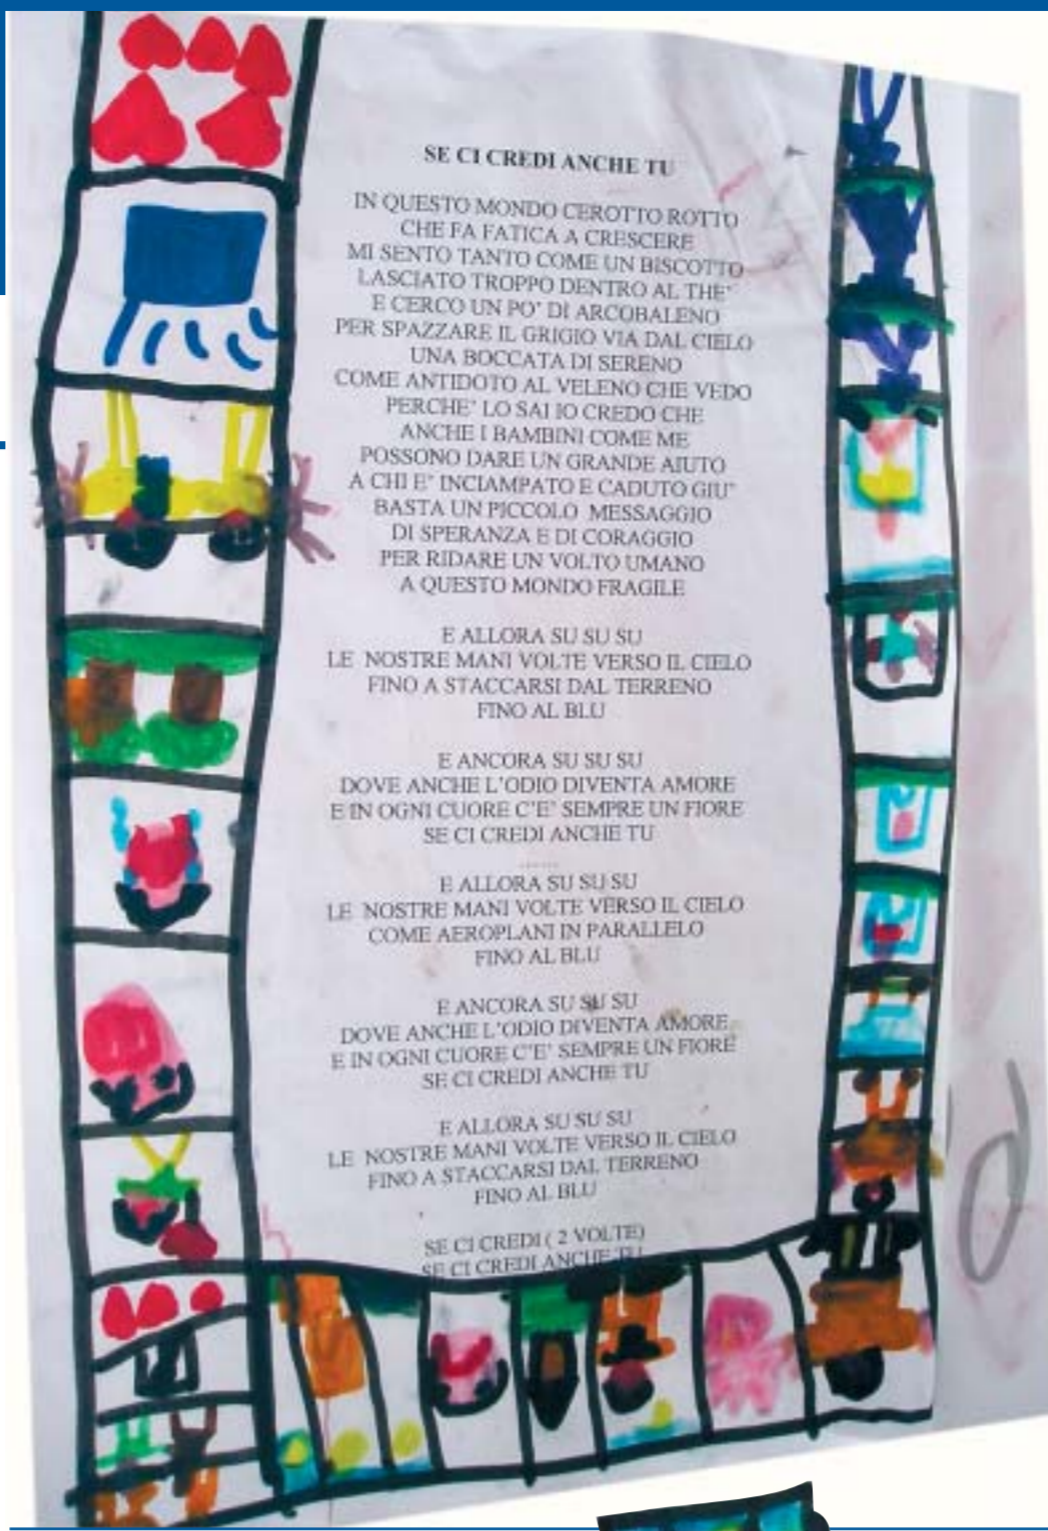 SE CI CREDI ANCHE TU
IN QUESTO MONDO CEROTTO ROTTO
CHE FA FATICA A CRESCERE
MI SENTO TANTO COME UN BISCOTTO
LASCIATO TROPPO DENTRO AL THE'
E CERCO UN PO' DI ARCOBALENO
PER SPAZZARE IL GRIGIO VIA DAL CIELO
UNA BOCCATA DI SERENO
COME ANTIDOTO AL VELENO CHE VEDO
PERCHE' LO SAI IO CREDO CHE
ANCHE I BAMBINI COME ME
POSSONO DARE UN GRANDE AIUTO
A CHI E' INCIAMPATO E CADUTO GIU'
BASTA UN PICCOLO MESSAGGIO
DI SPERANZA E DI CORAGGIO
PER RIDARE UN VOLTO UMANO
A QUESTO MONDO FRAGILE
E ALLORA SU SU SU
LE NOSTRE MANI VOLTE VERSO IL CIELO
FINO A STACCARSI DAL TERRENO
FINO AL BLU
E ANCORA SU SU SU
DOVE ANCHE L'ODIO DIVENTA AMORE
E IN OGNI CUORE C'E' SEMPRE UN FIORE
SE CI CREDI ANCHE TU
......
E ALLORA SU SU SU
LE NOSTRE MANI VOLTE VERSO IL CIELO
COME AEROPLANI IN PARALLELO
FINO AL BLU
E ANCORA SU SU SU
DOVE ANCHE L'ODIO DIVENTA AMORE
E IN OGNI CUORE C'E' SEMPRE UN FIORE
SE CI CREDI ANCHE TU
E ALLORA SU SU SU
LE NOSTRE MANI VOLTE VERSO IL CIELO
FINO A STACCARSI DAL TERRENO
FINO AL BLU
SE CI CREDI ( 2 VOLTE)
SE CI CREDI ANCHE TU